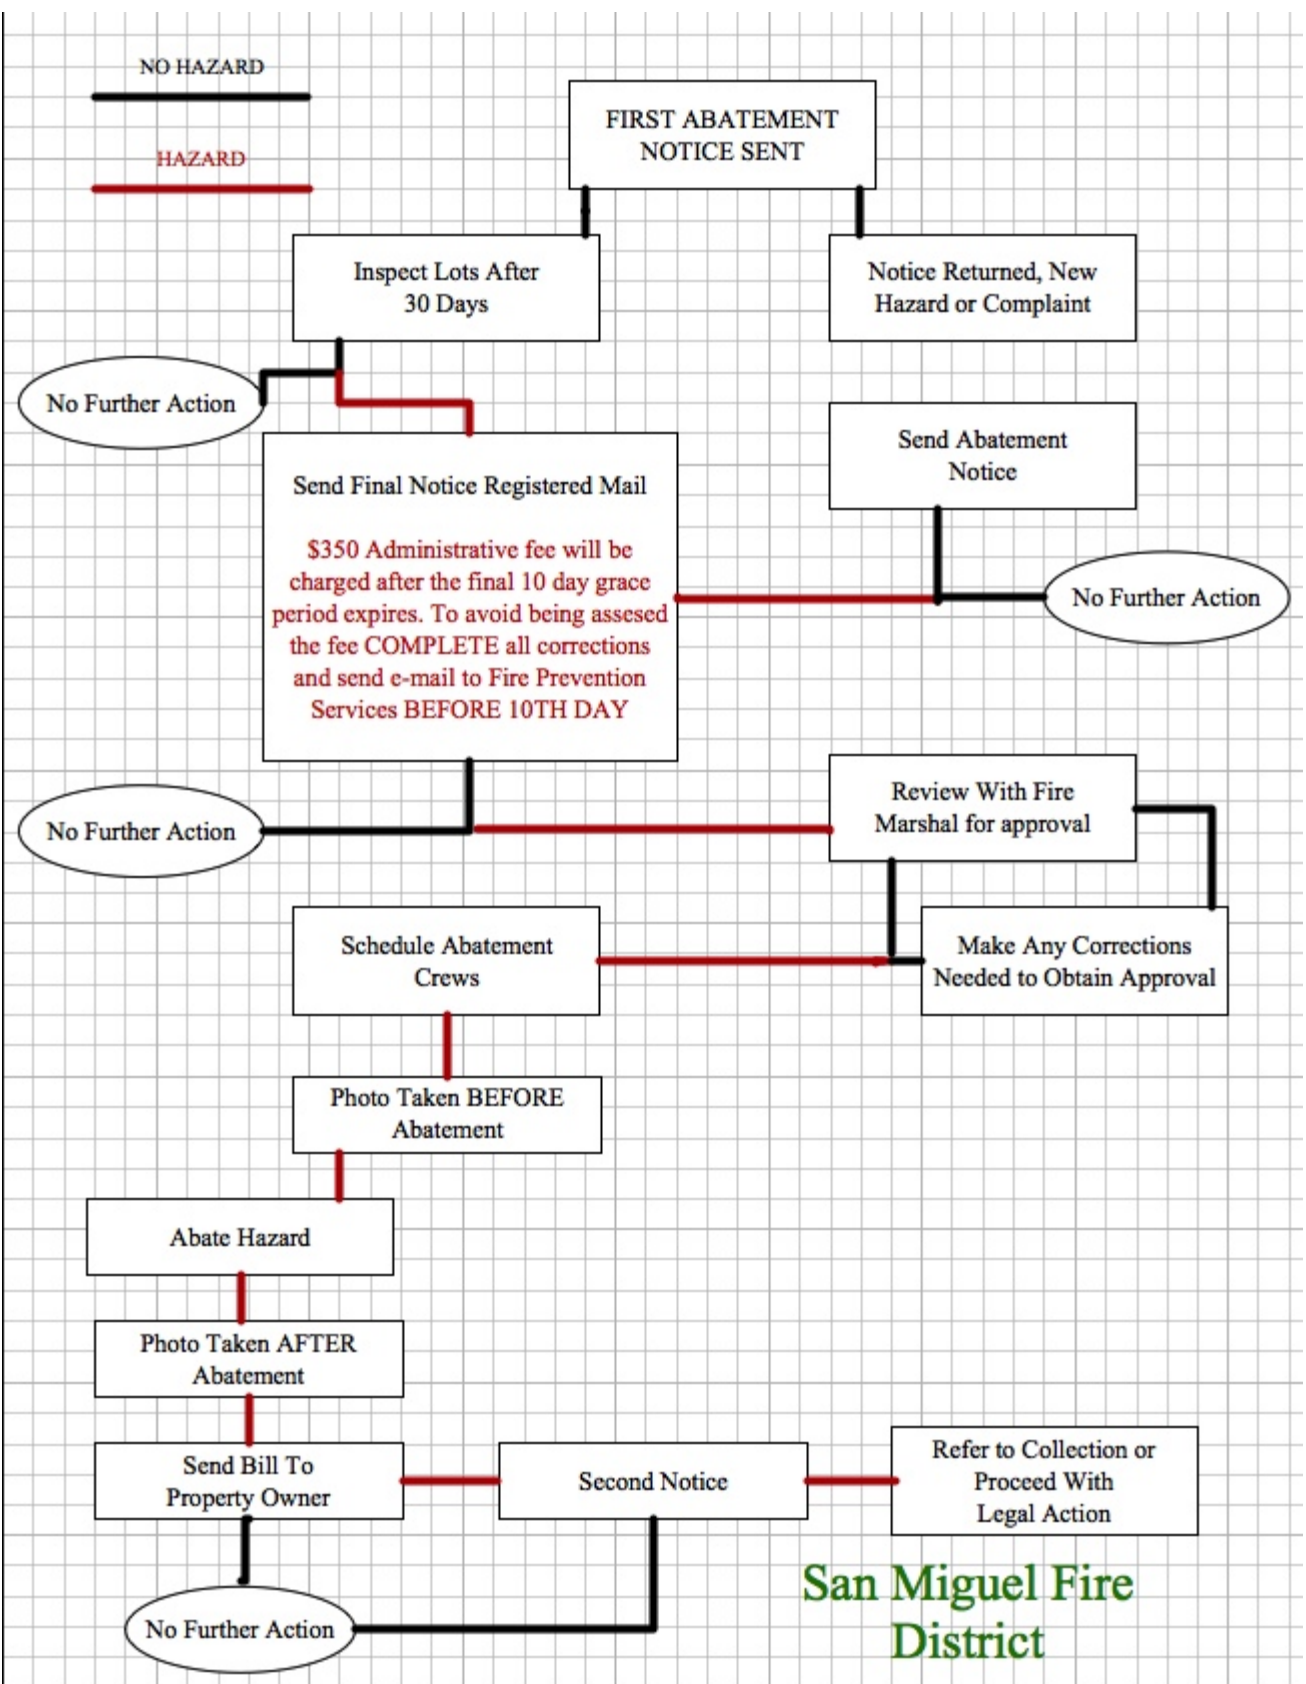 NO HAZARD
HAZARD
FIRST ABATEMENT
NOTICE SENT
Inspect Lots After
30 Days
Notice Returned, New
Hazard or Complaint
No Further Action
Send Abatement
Notice
Send Final Notice Registered Mail
$350 Administrative fee will be
charged after the final 10 day grace
period expires. To avoid being assesed
the fee COMPLETE all corrections
and send e-mail to Fire Prevention
Services BEFORE 10TH DAY
No Further Action
No Further Action
Review With Fire
Marshal for approval
Schedule Abatement
Crews
Make Any Corrections
Needed to Obtain Approval
Photo Taken BEFORE
Abatement
Abate Hazard
Photo Taken AFTER
Abatement
Send Bill To
Property Owner
Second Notice
Refer to Collection or
Proceed With
Legal Action
No Further Action
San Miguel Fire
District